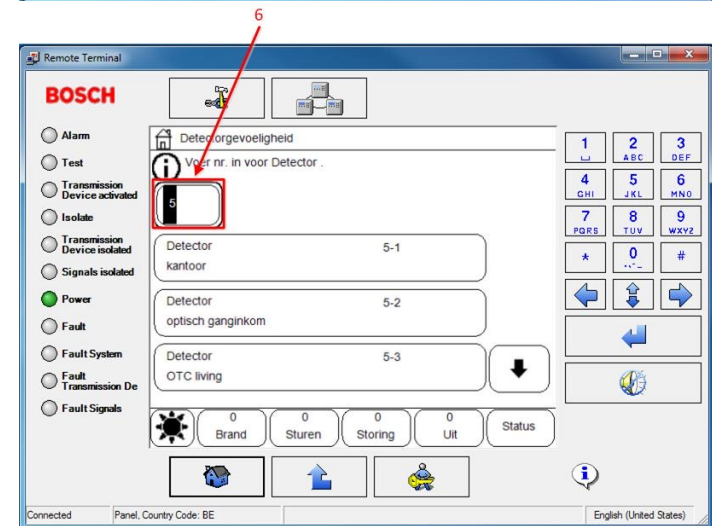 6
Remote Terminal
BOSCH
Alarm
Test
Transmission
Device activated
Isolate
Transmission
Device isolated
Signals isolated
Power
Fault
Fault System
Fault
Transmission De
Fault Signals
Detectorgevoeligheid
Voer nr. in voor Detector .
5
Detector 5-1
kantoor
Detector 5-2
optisch ganginkom
Detector 5-3
OTC living
0 Brand
0 Sturen
0 Storing
0 Uit
Status
1 2 3
ABC DEF
4 5 6
GHI JKL MNO
7 8 9
PQRS TUV WXYZ
* 0 #
Connected Panel, Country Code: BE English (United States)